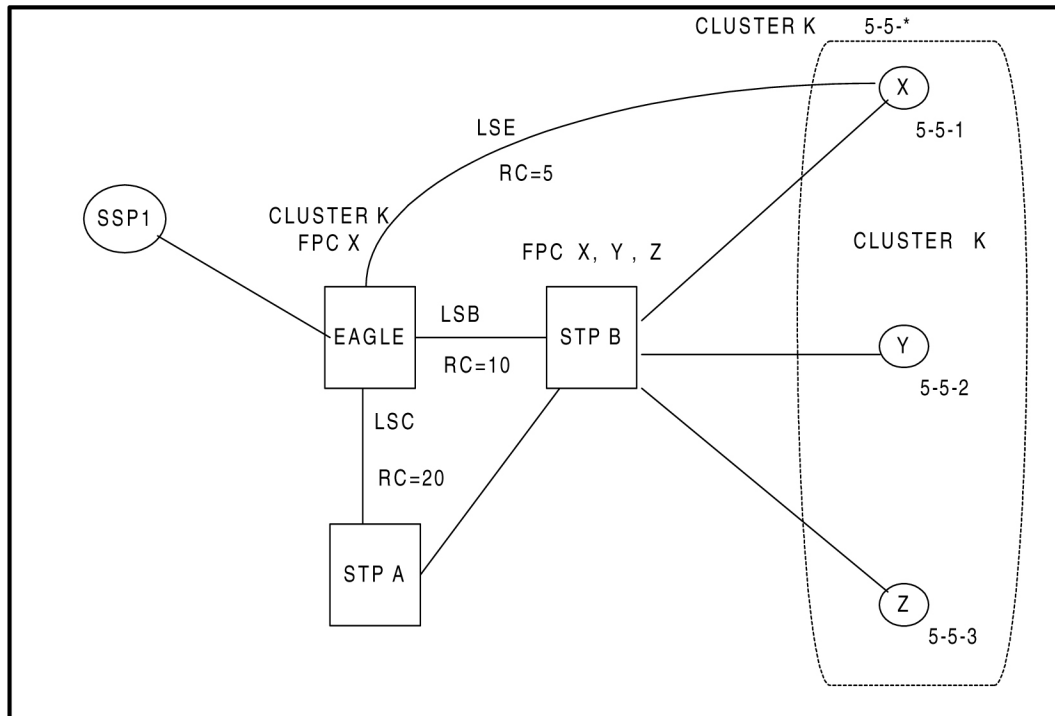 CLUSTER K 5-5-*
X
5-5-1
LSE
RC=5
SSP1
CLUSTER K
FPC X
FPC X, Y , Z
CLUSTER K
EAGLE
LSB
RC=10
STP B
Y
5-5-2
LSC
RC=20
STP A
Z
5-5-3